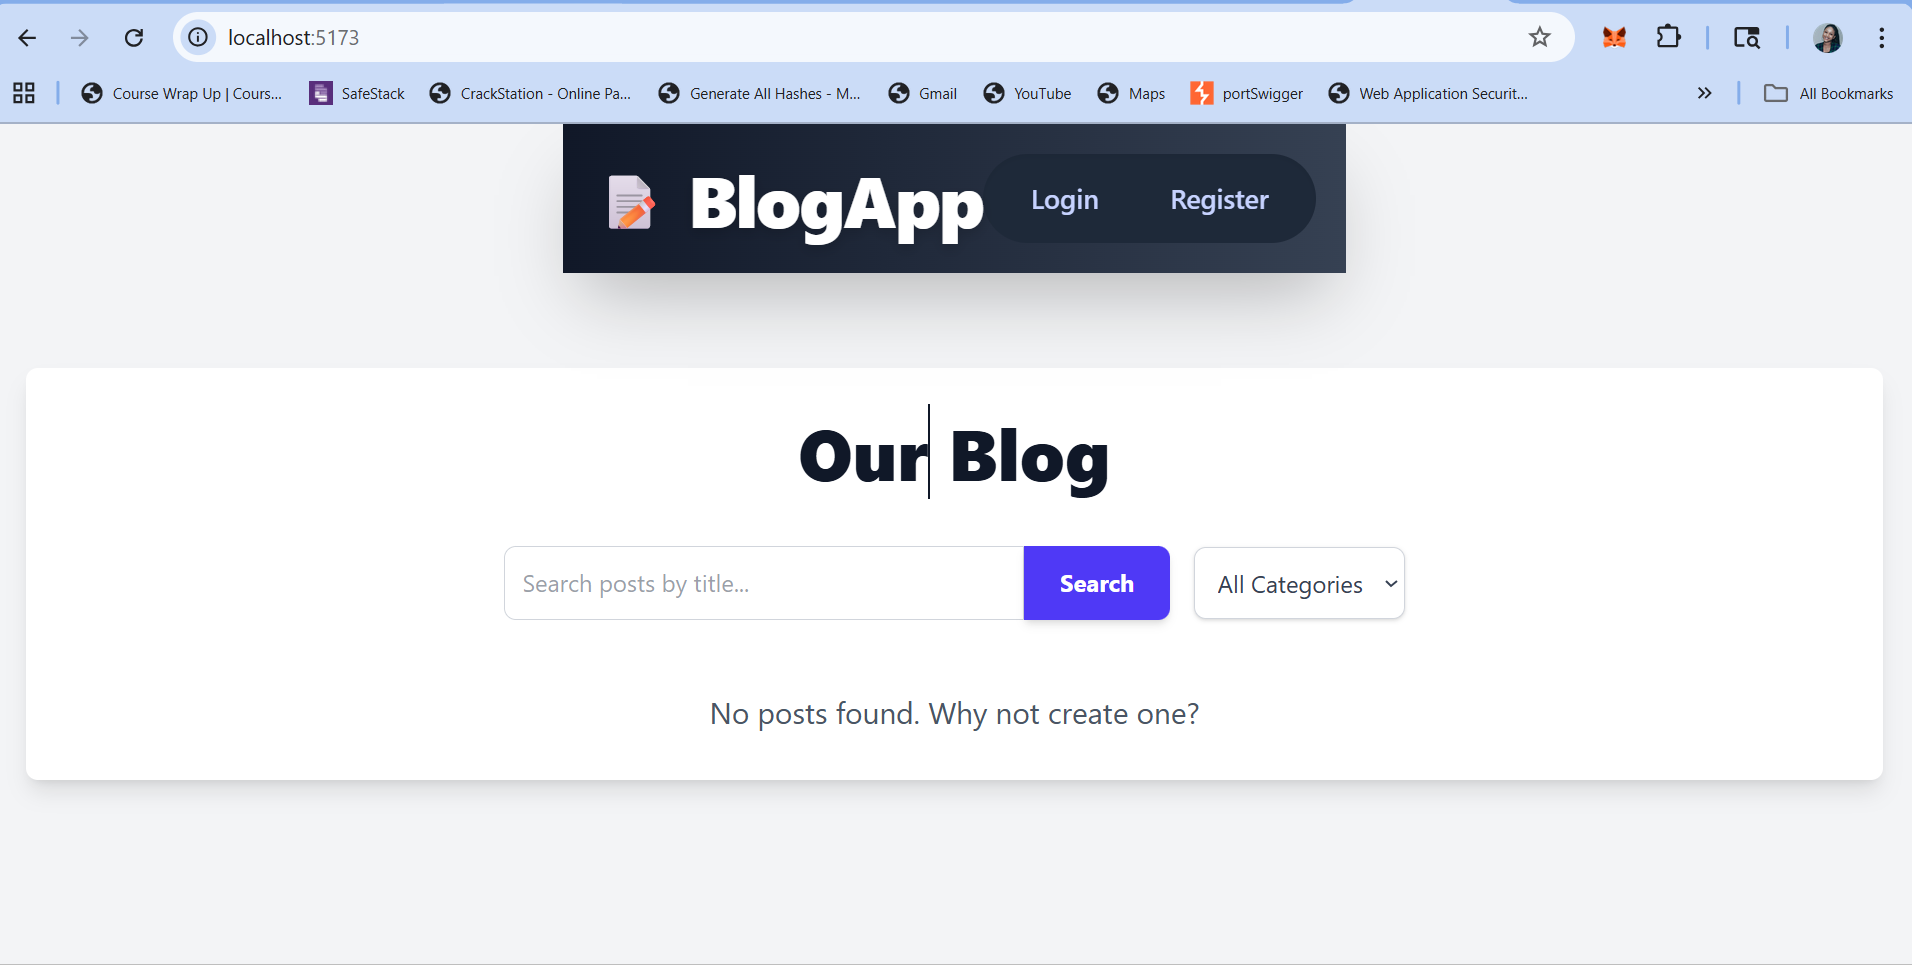 localhost:5173
Course Wrap Up | Cours... SafeStack CrackStation - Online Pa... Generate All Hashes - M... Gmail YouTube Maps portSwigger Web Application Securit... All Bookmarks
BlogApp Login Register
Our Blog
Search posts by title... Search All Categories
No posts found. Why not create one?